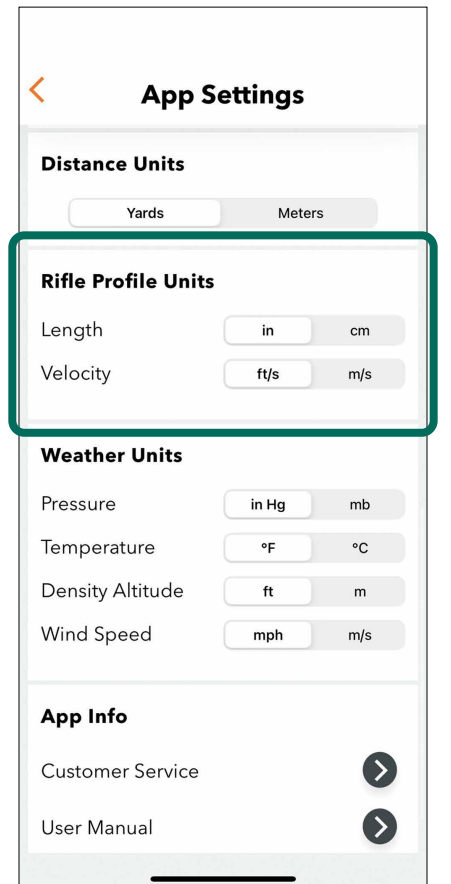 App Settings
Distance Units
Yards Meters
Rifle Profile Units
Length in cm
Velocity ft/s m/s
Weather Units
Pressure in Hg mb
Temperature °F °C
Density Altitude ft m
Wind Speed mph m/s
App Info
Customer Service
User Manual